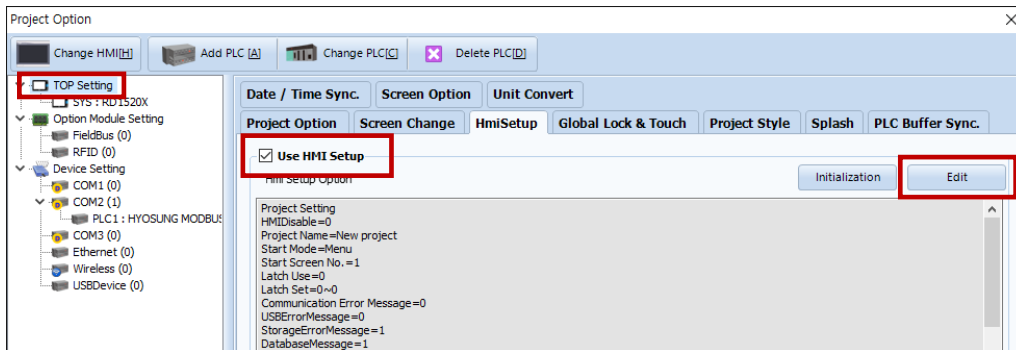 Project Option
Change HMI[H] Add PLC [A] Change PLC[C] Delete PLC[D]
TOP Setting
SYS : RD1520X
Option Module Setting
FieldBus (0)
RFID (0)
Device Setting
COM1 (0)
COM2 (1)
PLC1 : HYOSUNG MODBUS
COM3 (0)
Ethernet (0)
Wireless (0)
USBDevice (0)
Date / Time Sync. Screen Option Unit Convert
Project Option Screen Change HmiSetup Global Lock & Touch Project Style Splash PLC Buffer Sync.
Use HMI Setup
Hmi Setup Option Initialization Edit
Project Setting
HMIDisable=0
Project Name=New project
Start Mode=Menu
Start Screen No.=1
Latch Use=0
Latch Set=0~0
Communication Error Message=0
USBErrorMessage=0
StorageErrorMessage=1
DatabaseMessage=1